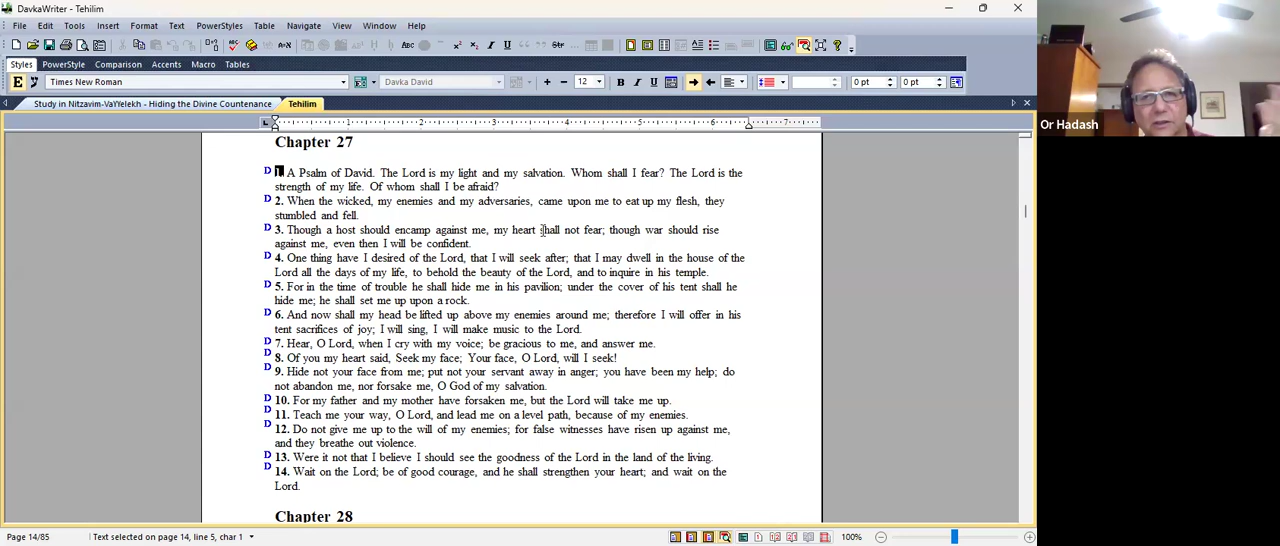 DavkaWriter - Tehilim
File Edit Tools Insert Format Text PowerStyles Table Navigate View Window Help
Styles PowerStyle Comparison Accents Macro Tables
Times New Roman Davka David 12 B I U 0 pt 0 pt
Study in Nitzavim-VaYYelekh - Hiding the Divine Countenance Tehilim
1 2 3 4 5 6 7
Or Hadash
Chapter 27
D 1. A Psalm of David. The Lord is my light and my salvation. Whom shall I fear? The Lord is the
strength of my life. Of whom shall I be afraid?
D 2. When the wicked, my enemies and my adversaries, came upon me to eat up my flesh, they
stumbled and fell.
D 3. Though a host should encamp against me, my heart shall not fear; though war should rise
against me, even then I will be confident.
D 4. One thing have I desired of the Lord, that I will seek after; that I may dwell in the house of the
Lord all the days of my life, to behold the beauty of the Lord, and to inquire in his temple.
D 5. For in the time of trouble he shall hide me in his pavilion; under the cover of his tent shall he
hide me; he shall set me up upon a rock.
D 6. And now shall my head be lifted up above my enemies around me; therefore I will offer in his
tent sacrifices of joy; I will sing, I will make music to the Lord.
D 7. Hear, O Lord, when I cry with my voice; be gracious to me, and answer me.
D 8. Of you my heart said, Seek my face; Your face, O Lord, will I seek!
D 9. Hide not your face from me; put not your servant away in anger; you have been my help; do
not abandon me, nor forsake me, O God of my salvation.
D 10. For my father and my mother have forsaken me, but the Lord will take me up.
D 11. Teach me your way, O Lord, and lead me on a level path, because of my enemies.
D 12. Do not give me up to the will of my enemies; for false witnesses have risen up against me,
and they breathe out violence.
D 13. Were it not that I believe I should see the goodness of the Lord in the land of the living.
D 14. Wait on the Lord; be of good courage, and he shall strengthen your heart; and wait on the
Lord.
Chapter 28
Page 14/85 Text selected on page 14, line 5, char 1 100%